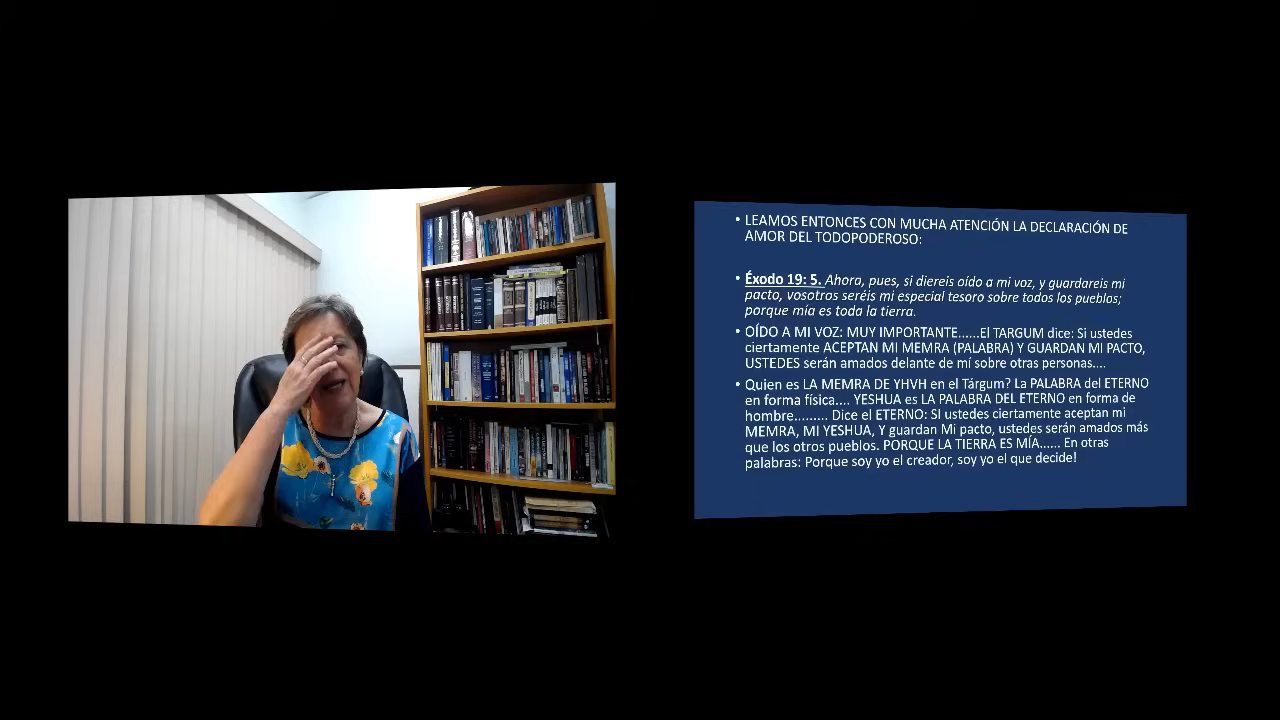 • LEAMOS ENTONCES CON MUCHA ATENCIÓN LA DECLARACIÓN DE
AMOR DEL TODOPODEROSO:
• Éxodo 19: 5. Ahora, pues, si diereis oído a mi voz, y guardareis mi
pacto, vosotros seréis mi especial tesoro sobre todos los pueblos;
porque mía es toda la tierra.
• OÍDO A MI VOZ: MUY IMPORTANTE......El TARGUM dice: Si ustedes
ciertamente ACEPTAN MI MEMRA (PALABRA) Y GUARDAN MI PACTO,
USTEDES serán amados delante de mí sobre otras personas....
• Quien es LA MEMRA DE YHVH en el Tárgum? La PALABRA del ETERNO
en forma física.... YESHUA es LA PALABRA DEL ETERNO en forma de
hombre......... Dice el ETERNO: SI ustedes ciertamente aceptan mi
MEMRA, MI YESHUA, Y guardan Mi pacto, ustedes serán amados más
que los otros pueblos. PORQUE LA TIERRA ES MÍA...... En otras
palabras: Porque soy yo el creador, soy yo el que decide!